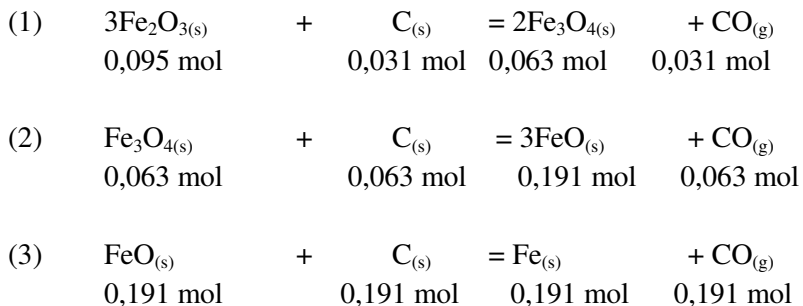 (1) 3Fe₂O₃₍ₛ₎ + C₍ₛ₎ = 2Fe₃O₄₍ₛ₎ + CO₍g₎
0,095 mol 0,031 mol 0,063 mol 0,031 mol
(2) Fe₃O₄₍ₛ₎ + C₍ₛ₎ = 3FeO₍ₛ₎ + CO₍g₎
0,063 mol 0,063 mol 0,191 mol 0,063 mol
(3) FeO₍ₛ₎ + C₍ₛ₎ = Fe₍ₛ₎ + CO₍g₎
0,191 mol 0,191 mol 0,191 mol 0,191 mol